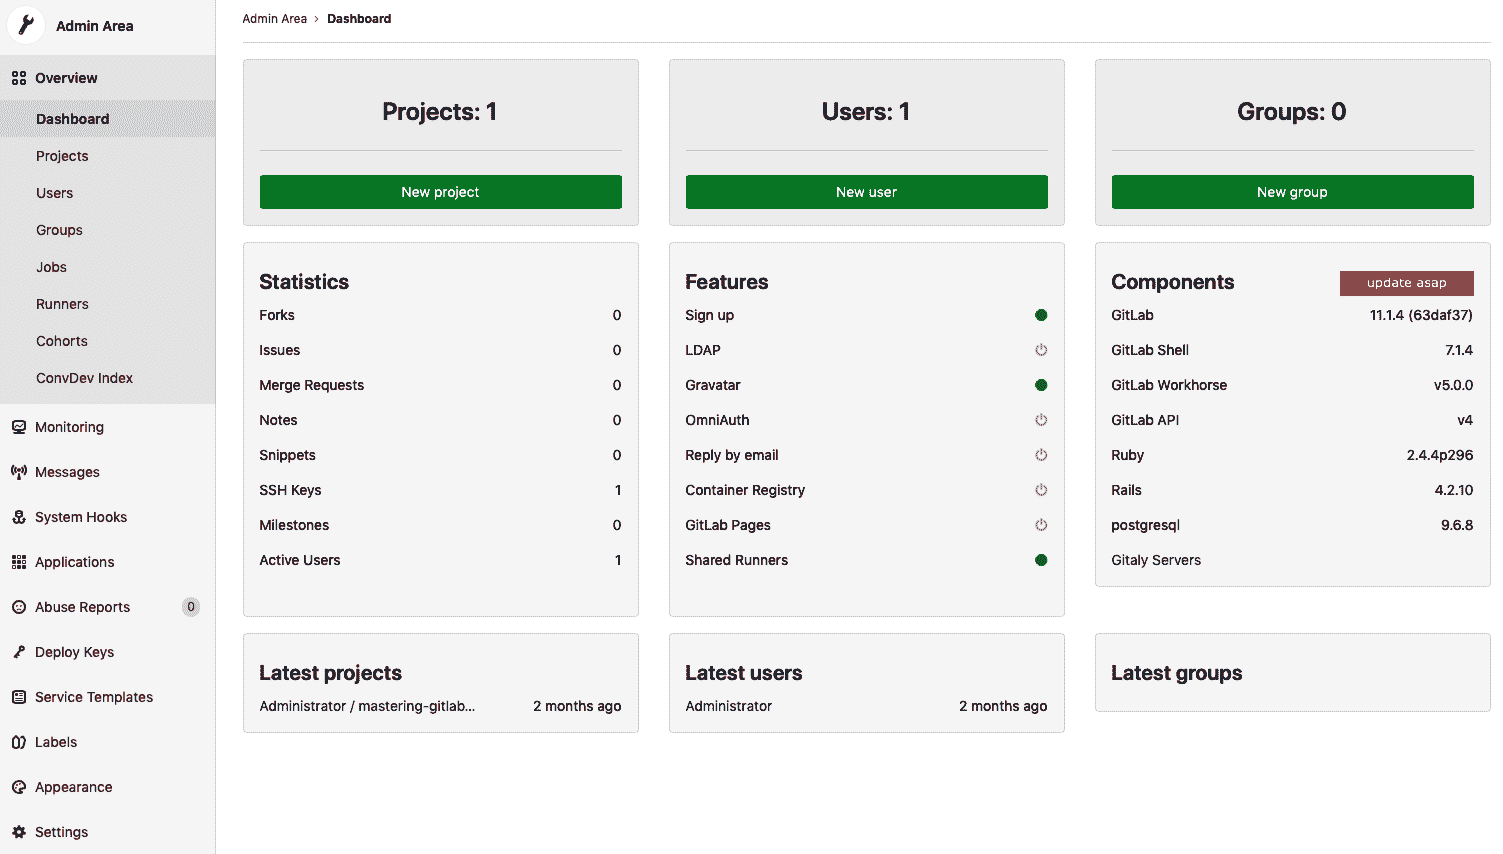 Admin Area
Overview
Dashboard
Projects
Users
Groups
Jobs
Runners
Cohorts
ConvDev Index
Monitoring
Messages
System Hooks
Applications
Abuse Reports 0
Deploy Keys
Service Templates
Labels
Appearance
Settings
Admin Area › Dashboard
Projects: 1
New project
Users: 1
New user
Groups: 0
New group
Statistics
Forks 0
Issues 0
Merge Requests 0
Notes 0
Snippets 0
SSH Keys 1
Milestones 0
Active Users 1
Features
Sign up
LDAP
Gravatar
OmniAuth
Reply by email
Container Registry
GitLab Pages
Shared Runners
Components update asap
GitLab 11.1.4 (63daf37)
GitLab Shell 7.1.4
GitLab Workhorse v5.0.0
GitLab API v4
Ruby 2.4.4p296
Rails 4.2.10
postgresql 9.6.8
Gitaly Servers
Latest projects
Administrator / mastering-gitlab... 2 months ago
Latest users
Administrator 2 months ago
Latest groups